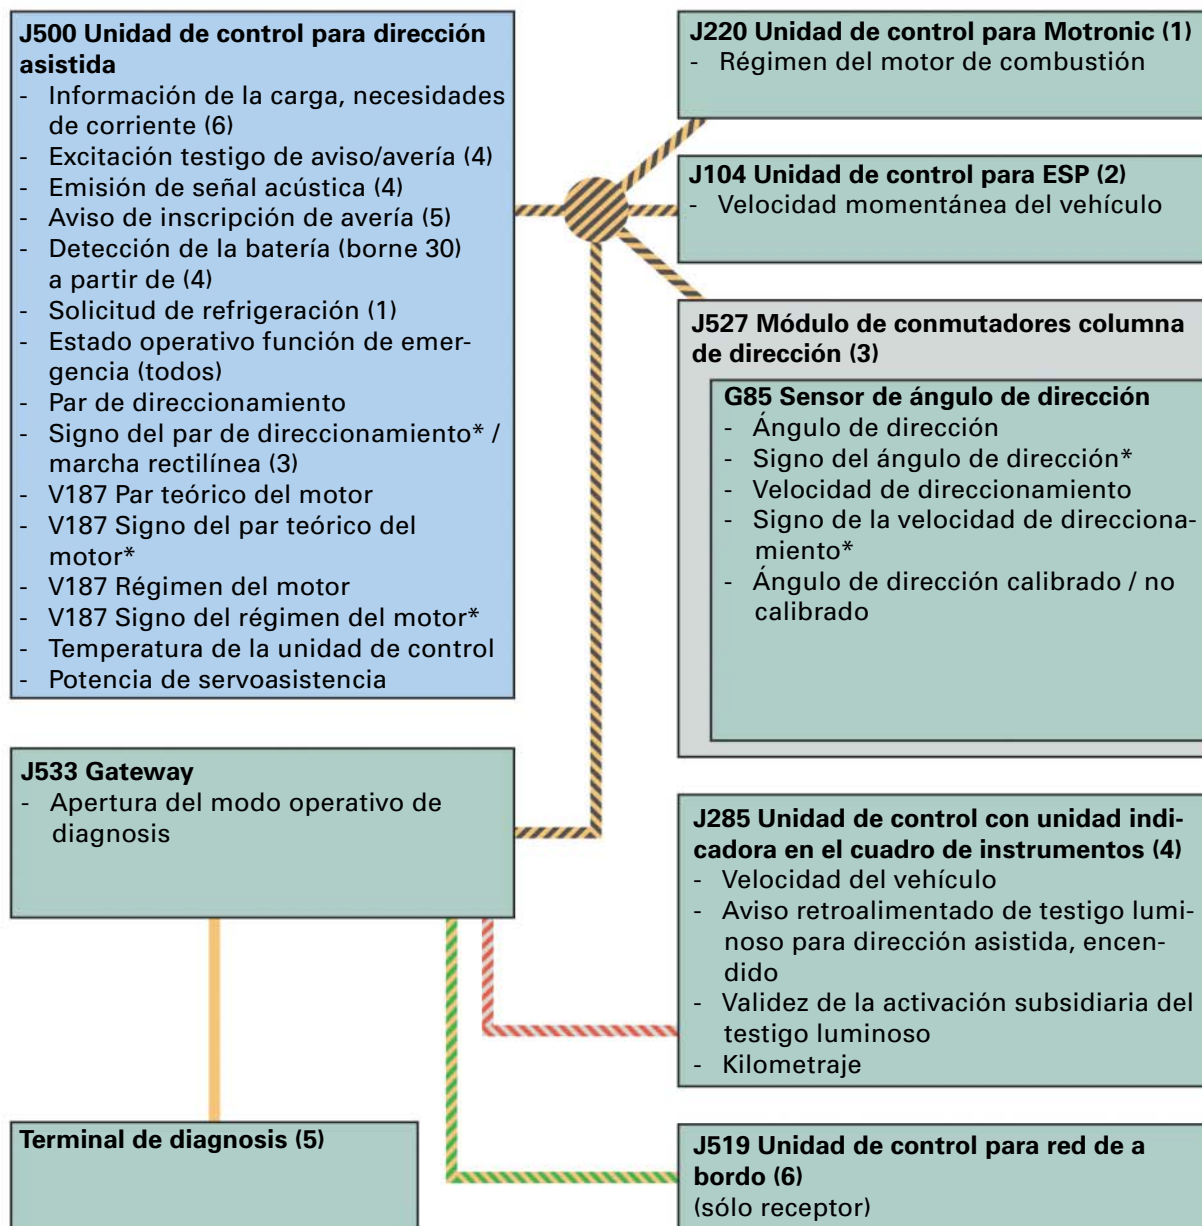 J500 Unidad de control para dirección
asistida
- Información de la carga, necesidades
de corriente (6)
- Excitación testigo de aviso/avería (4)
- Emisión de señal acústica (4)
- Aviso de inscripción de avería (5)
- Detección de la batería (borne 30)
a partir de (4)
- Solicitud de refrigeración (1)
- Estado operativo función de emer-
gencia (todos)
- Par de direccionamiento
- Signo del par de direccionamiento* /
marcha rectilínea (3)
- V187 Par teórico del motor
- V187 Signo del par teórico del
motor*
- V187 Régimen del motor
- V187 Signo del régimen del motor*
- Temperatura de la unidad de control
- Potencia de servoasistencia
J533 Gateway
- Apertura del modo operativo de
diagnosis
Terminal de diagnosis (5)
J220 Unidad de control para Motronic (1)
- Régimen del motor de combustión
J104 Unidad de control para ESP (2)
- Velocidad momentánea del vehículo
J527 Módulo de conmutadores columna
de dirección (3)
G85 Sensor de ángulo de dirección
- Ángulo de dirección
- Signo del ángulo de dirección*
- Velocidad de direccionamiento
- Signo de la velocidad de direcciona-
miento*
- Ángulo de dirección calibrado / no
calibrado
J285 Unidad de control con unidad indi-
cadora en el cuadro de instrumentos (4)
- Velocidad del vehículo
- Aviso retroalimentado de testigo lumi-
noso para dirección asistida, encen-
dido
- Validez de la activación subsidiaria del
testigo luminoso
- Kilometraje
J519 Unidad de control para red de a
bordo (6)
(sólo receptor)